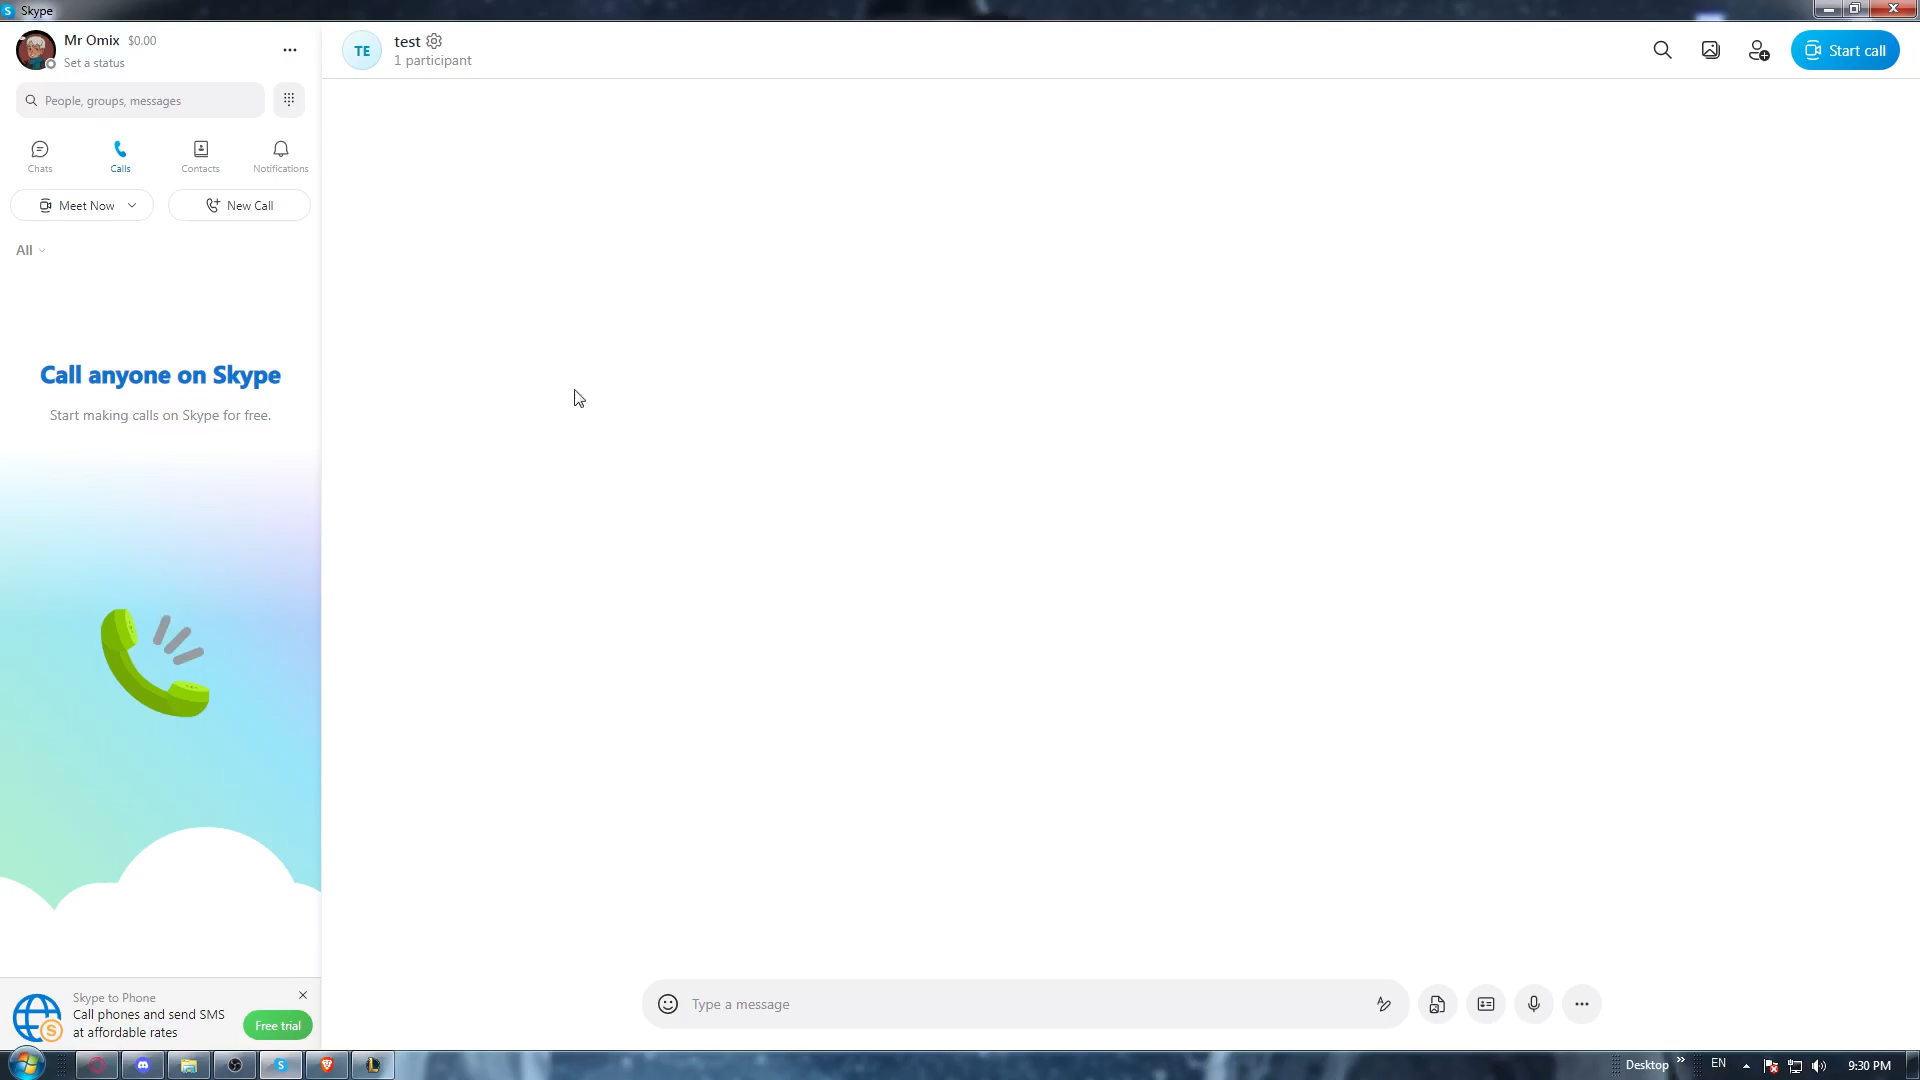 Skype
Mr Omix $0.00
Set a status
People, groups, messages
Chats
Calls
Contacts
Notifications
Meet Now
New Call
All
Call anyone on Skype
Start making calls on Skype for free.
Skype to Phone
Call phones and send SMS
at affordable rates
Free trial
TE
test
1 participant
Start call
Type a message
Desktop
EN
9:30 PM